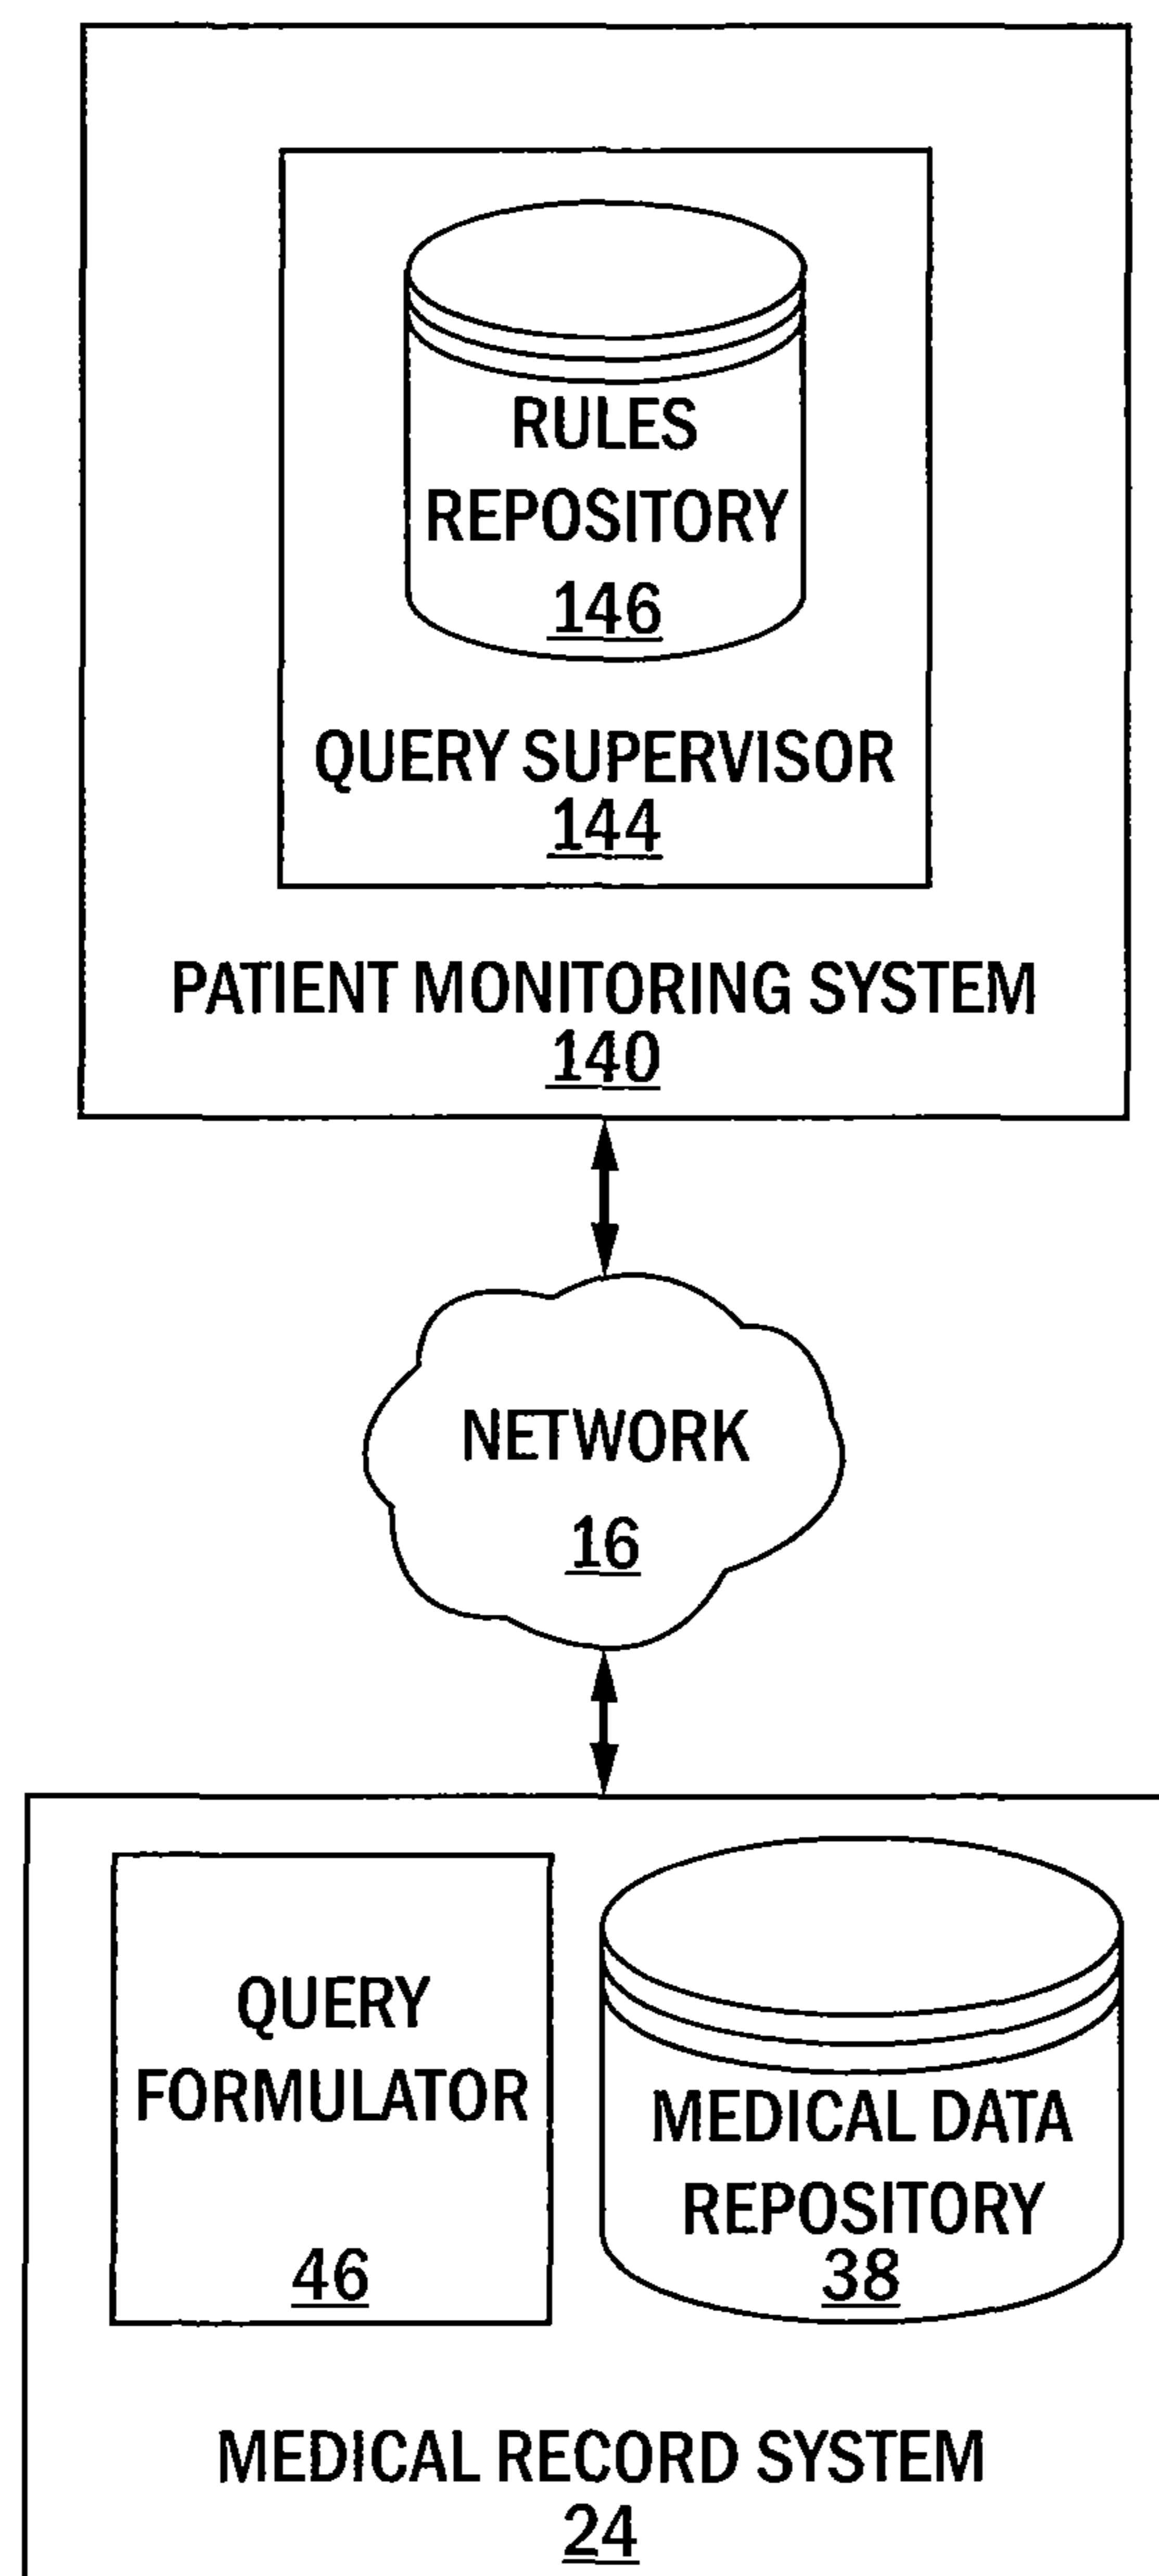 RULES
REPOSITORY
146
QUERY SUPERVISOR
144
PATIENT MONITORING SYSTEM
140
NETWORK
16
QUERY
FORMULATOR
46
MEDICAL DATA
REPOSITORY
38
MEDICAL RECORD SYSTEM
24